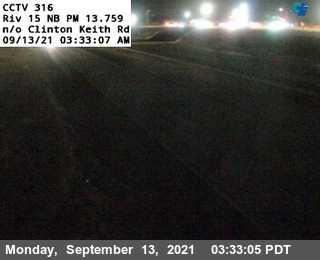 CCTV 316
Riv 15 NB PM 13.759
n/o Clinton Keith Rd
09/13/21 03:33:07 AM
Monday, September 13, 2021 03:33:05 PDT